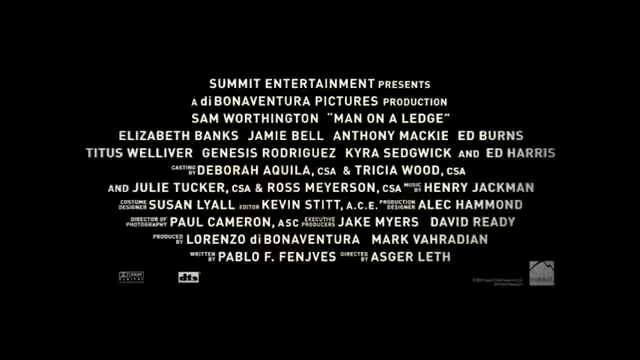 SUMMIT ENTERTAINMENT PRESENTS
A diBONAVENTURA PICTURES PRODUCTION
SAM WORTHINGTON "MAN ON A LEDGE"
ELIZABETH BANKS JAMIE BELL ANTHONY MACKIE ED BURNS
TITUS WELLIVER GENESIS RODRIGUEZ KYRA SEDGWICK AND ED HARRIS
CASTING BY DEBORAH AQUILA, CSA & TRICIA WOOD, CSA
AND JULIE TUCKER, CSA & ROSS MEYERSON, CSA MUSIC BY HENRY JACKMAN
COSTUME DESIGNER SUSAN LYALL EDITOR KEVIN STITT, A.C.E. PRODUCTION DESIGNER ALEC HAMMOND
DIRECTOR OF PHOTOGRAPHY PAUL CAMERON, ASC EXECUTIVE PRODUCERS JAKE MYERS DAVID READY
PRODUCED BY LORENZO diBONAVENTURA MARK VAHRADIAN
WRITTEN BY PABLO F. FENJVES DIRECTED BY ASGER LETH
dts